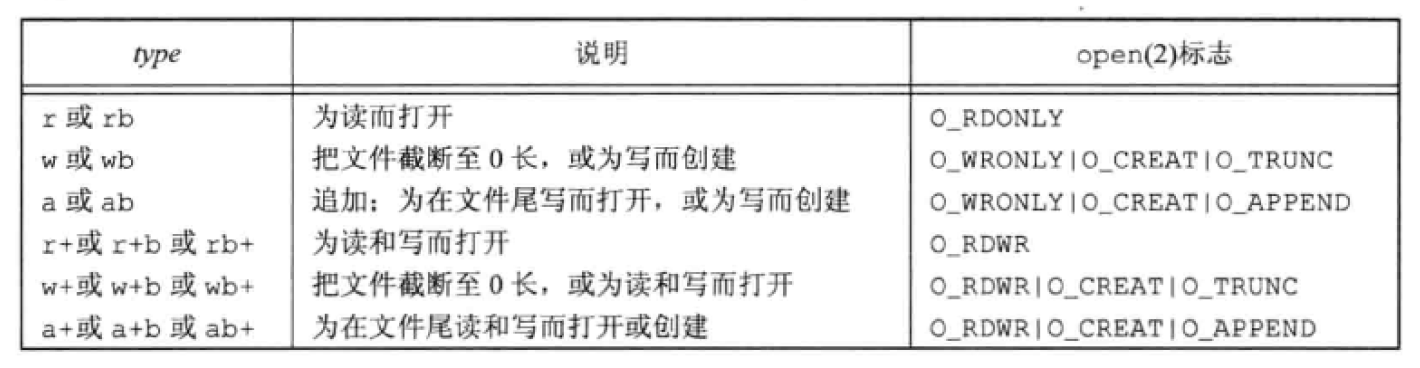 type 说明 open(2)标志
r 或 rb 为读而打开 O_RDONLY
w 或 wb 把文件截断至 0 长，或为写而创建 O_WRONLY|O_CREAT|O_TRUNC
a 或 ab 追加；为在文件尾写而打开，或为写而创建 O_WRONLY|O_CREAT|O_APPEND
r+或 r+b 或 rb+ 为读和写而打开 O_RDWR
w+或 w+b 或 wb+ 把文件截断至 0 长，或为读和写而打开 O_RDWR|O_CREAT|O_TRUNC
a+或 a+b 或 ab+ 为在文件尾读和写而打开或创建 O_RDWR|O_CREAT|O_APPEND